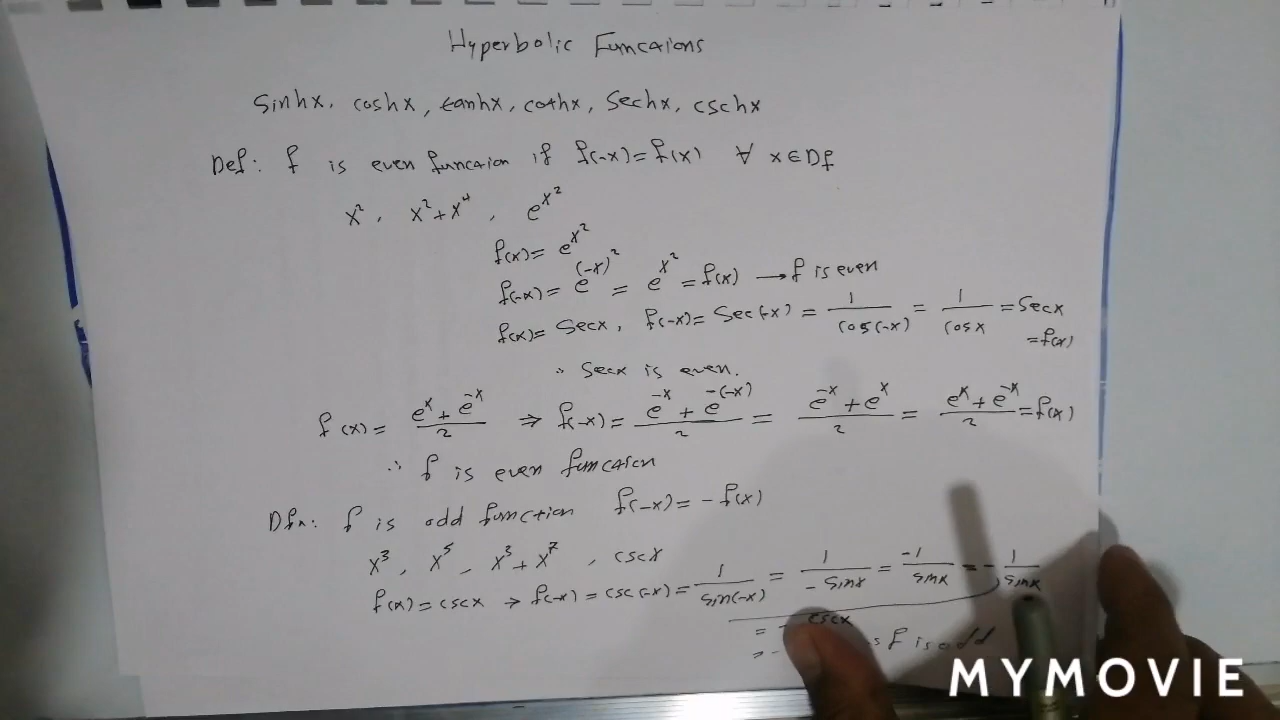 Hyperbolic Funcaions
Sinhx, coshx, tanhx, cothx, Sechx, cschx
Def: f is even funcaion if f(-x)=f(x) ∀ x∈Df
x², x²+x⁴, e^x²
f(x)= e^x²
f(-x)= e^(-x)² = e^x² = f(x) → f is even
f(x)= Secx, f(-x)= Sec(-x) = 1/cos(-x) = 1/cosx = Secx
=f(x)
∴ Secx is even.
f(x)= (e^x + e^-x)/2 ⇒ f(-x)= (e^-x + e^-(-x))/2 = (e^-x + e^x)/2 = (e^x + e^-x)/2 = f(x)
∴ f is even funcaion
Dfn: f is odd function f(-x)= - f(x)
x³, x⁵, x³+x⁷, cscx
f(x)=cscx → f(-x)=csc(-x)= 1/sin(-x) = 1/-sinx = -1/sinx = - 1/sinx
= - cscx
= - f is odd
MYMOVIE